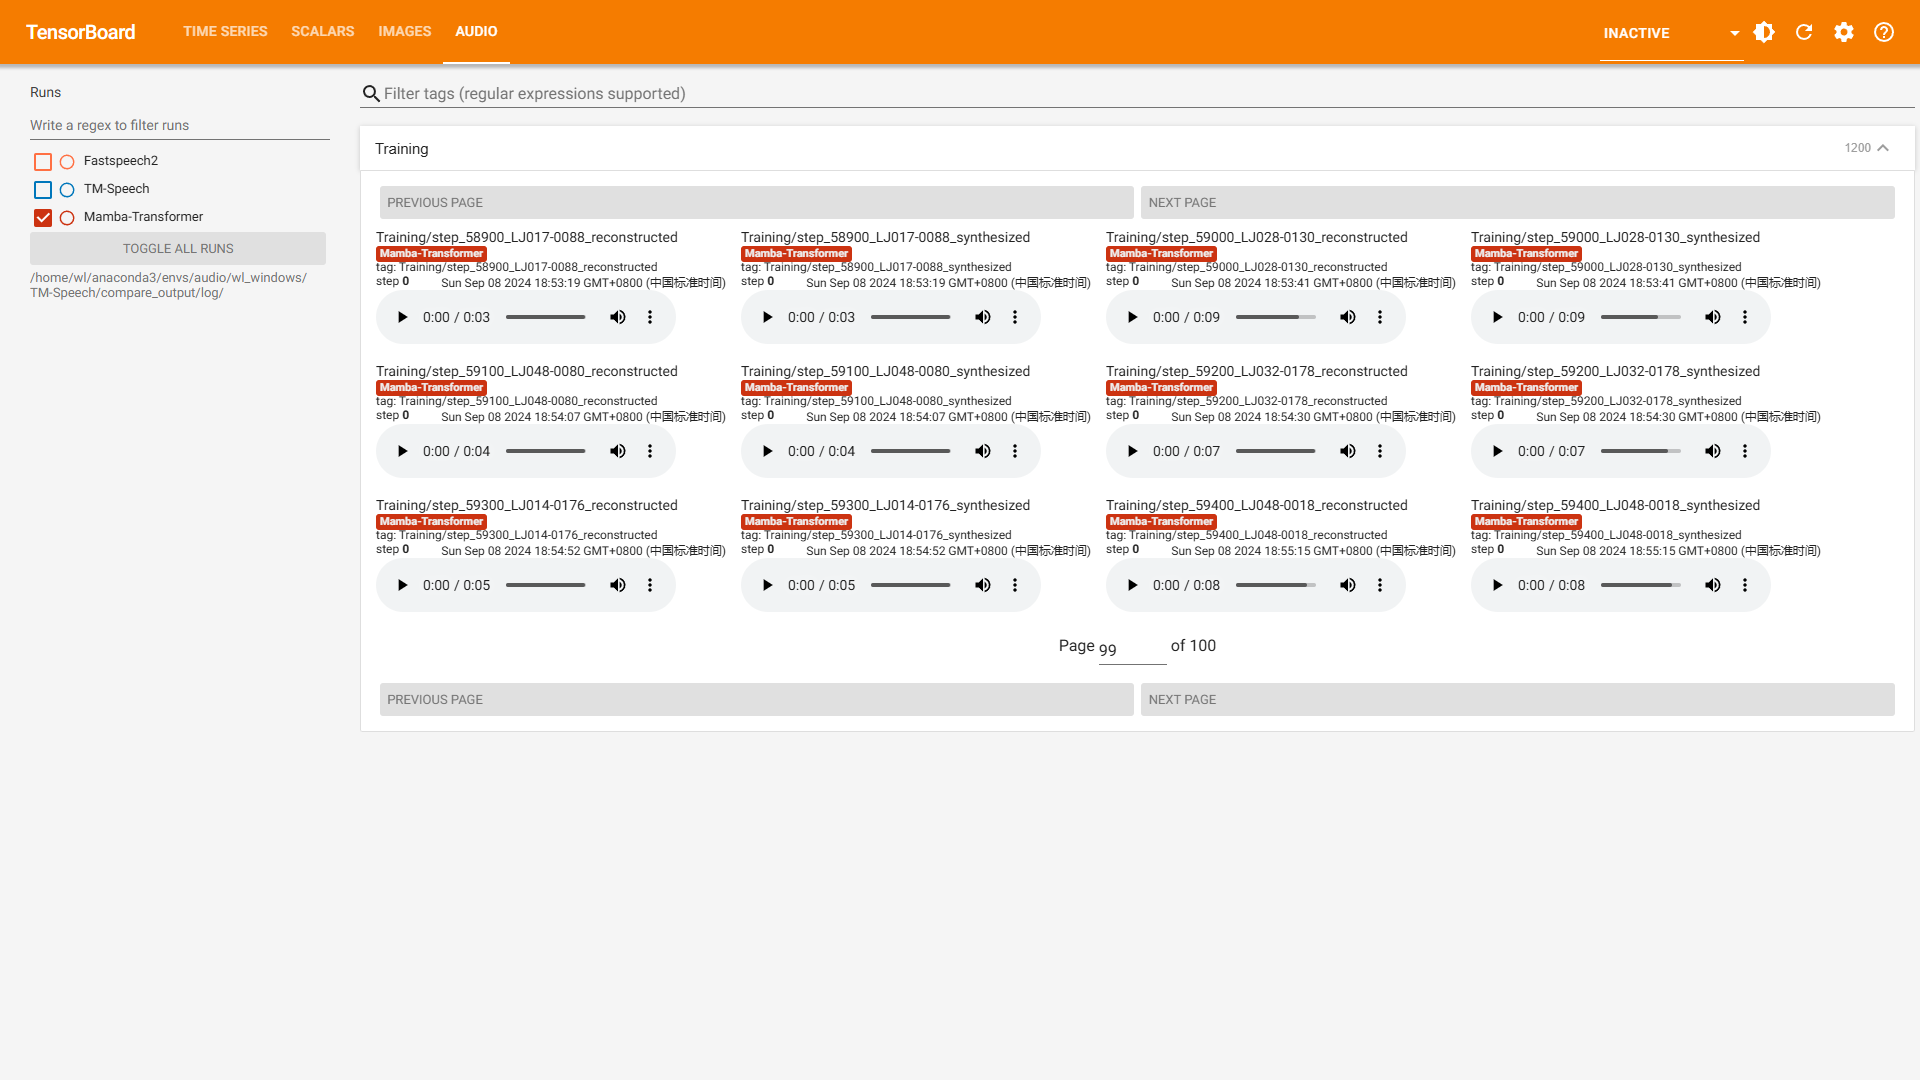 TensorBoard
TIME SERIES
SCALARS
IMAGES
AUDIO
INACTIVE
Runs
Write a regex to filter runs
Fastspeech2
TM-Speech
Mamba-Transformer
TOGGLE ALL RUNS
/home/wl/anaconda3/envs/audio/wl_windows/
TM-Speech/compare_output/log/
Filter tags (regular expressions supported)
Training
1200
PREVIOUS PAGE
NEXT PAGE
Training/step_58900_LJ017-0088_reconstructed
Mamba-Transformer
tag: Training/step_58900_LJ017-0088_reconstructed
step 0 Sun Sep 08 2024 18:53:19 GMT+0800 (中国标准时间)
0:00 / 0:03
Training/step_58900_LJ017-0088_synthesized
Mamba-Transformer
tag: Training/step_58900_LJ017-0088_synthesized
step 0 Sun Sep 08 2024 18:53:19 GMT+0800 (中国标准时间)
0:00 / 0:03
Training/step_59000_LJ028-0130_reconstructed
Mamba-Transformer
tag: Training/step_59000_LJ028-0130_reconstructed
step 0 Sun Sep 08 2024 18:53:41 GMT+0800 (中国标准时间)
0:00 / 0:09
Training/step_59000_LJ028-0130_synthesized
Mamba-Transformer
tag: Training/step_59000_LJ028-0130_synthesized
step 0 Sun Sep 08 2024 18:53:41 GMT+0800 (中国标准时间)
0:00 / 0:09
Training/step_59100_LJ048-0080_reconstructed
Mamba-Transformer
tag: Training/step_59100_LJ048-0080_reconstructed
step 0 Sun Sep 08 2024 18:54:07 GMT+0800 (中国标准时间)
0:00 / 0:04
Training/step_59100_LJ048-0080_synthesized
Mamba-Transformer
tag: Training/step_59100_LJ048-0080_synthesized
step 0 Sun Sep 08 2024 18:54:07 GMT+0800 (中国标准时间)
0:00 / 0:04
Training/step_59200_LJ032-0178_reconstructed
Mamba-Transformer
tag: Training/step_59200_LJ032-0178_reconstructed
step 0 Sun Sep 08 2024 18:54:30 GMT+0800 (中国标准时间)
0:00 / 0:07
Training/step_59200_LJ032-0178_synthesized
Mamba-Transformer
tag: Training/step_59200_LJ032-0178_synthesized
step 0 Sun Sep 08 2024 18:54:30 GMT+0800 (中国标准时间)
0:00 / 0:07
Training/step_59300_LJ014-0176_reconstructed
Mamba-Transformer
tag: Training/step_59300_LJ014-0176_reconstructed
step 0 Sun Sep 08 2024 18:54:52 GMT+0800 (中国标准时间)
0:00 / 0:05
Training/step_59300_LJ014-0176_synthesized
Mamba-Transformer
tag: Training/step_59300_LJ014-0176_synthesized
step 0 Sun Sep 08 2024 18:54:52 GMT+0800 (中国标准时间)
0:00 / 0:05
Training/step_59400_LJ048-0018_reconstructed
Mamba-Transformer
tag: Training/step_59400_LJ048-0018_reconstructed
step 0 Sun Sep 08 2024 18:55:15 GMT+0800 (中国标准时间)
0:00 / 0:08
Training/step_59400_LJ048-0018_synthesized
Mamba-Transformer
tag: Training/step_59400_LJ048-0018_synthesized
step 0 Sun Sep 08 2024 18:55:15 GMT+0800 (中国标准时间)
0:00 / 0:08
Page 99 of 100
PREVIOUS PAGE
NEXT PAGE